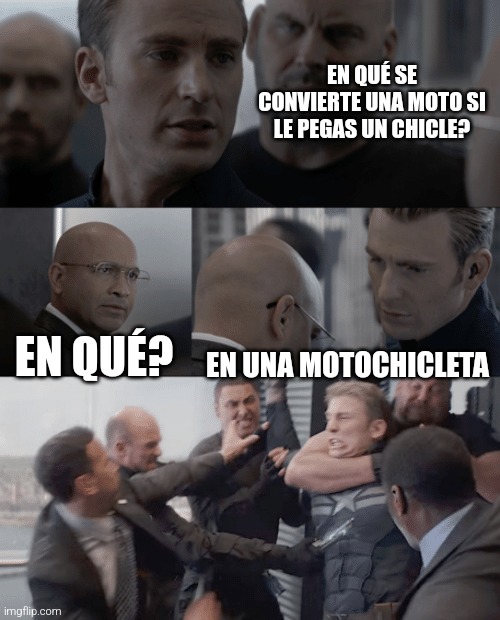 EN QUÉ SE
CONVIERTE UNA MOTO SI
LE PEGAS UN CHICLE?
EN QUÉ?
EN UNA MOTOCHICLETA
imgflip.com